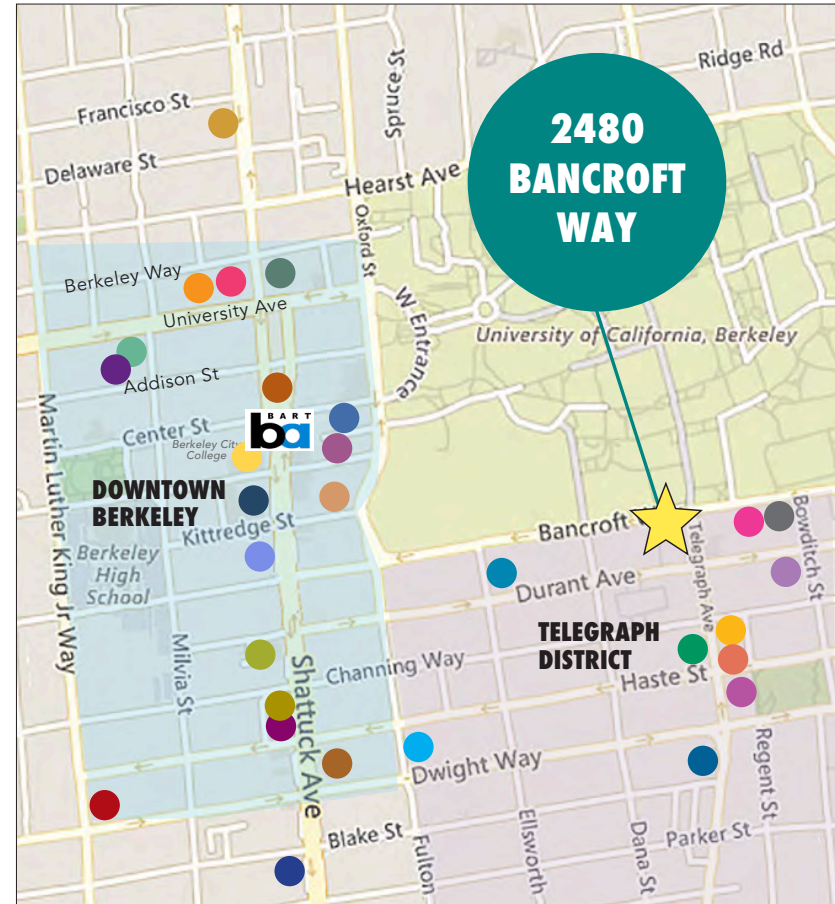 Ridge Rd
Spruce St
Francisco St
Delaware St
Hearst Ave
2480
BANCROFT
WAY
Oxford St
Berkeley Way
University Ave
W Entrance
University of California, Berkeley
Addison St
Martin Luther King Jr Way
Center St
BART
ba
Berkeley City
College
DOWNTOWN
BERKELEY
Kittredge St
Berkeley
High
School
Bancroft
Bowditch St
Telegraph Ave
Durant Ave
TELEGRAPH
DISTRICT
Milvia St
Shattuck Ave
Channing Way
Haste St
Regent St
Dwight Way
Blake St
Fulton
Ellsworth
Dana St
Parker St